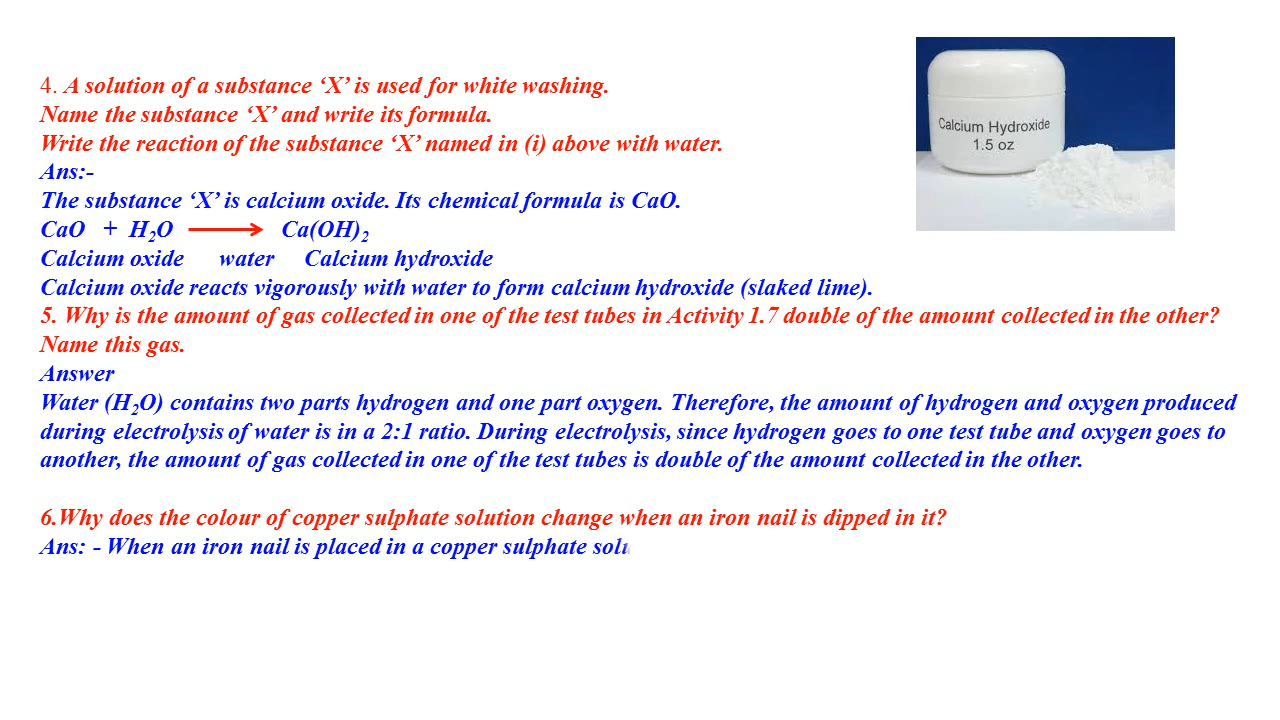 4. A solution of a substance ‘X’ is used for white washing.
Name the substance ‘X’ and write its formula.
Write the reaction of the substance ‘X’ named in (i) above with water.
Ans:-
The substance ‘X’ is calcium oxide. Its chemical formula is CaO.
CaO + H₂O ⟶ Ca(OH)₂
Calcium oxide water Calcium hydroxide
Calcium oxide reacts vigorously with water to form calcium hydroxide (slaked lime).
5. Why is the amount of gas collected in one of the test tubes in Activity 1.7 double of the amount collected in the other?
Name this gas.
Answer
Water (H₂O) contains two parts hydrogen and one part oxygen. Therefore, the amount of hydrogen and oxygen produced
during electrolysis of water is in a 2:1 ratio. During electrolysis, since hydrogen goes to one test tube and oxygen goes to
another, the amount of gas collected in one of the test tubes is double of the amount collected in the other.
6.Why does the colour of copper sulphate solution change when an iron nail is dipped in it?
Ans: - When an iron nail is placed in a copper sulphate solu
Calcium Hydroxide
1.5 oz